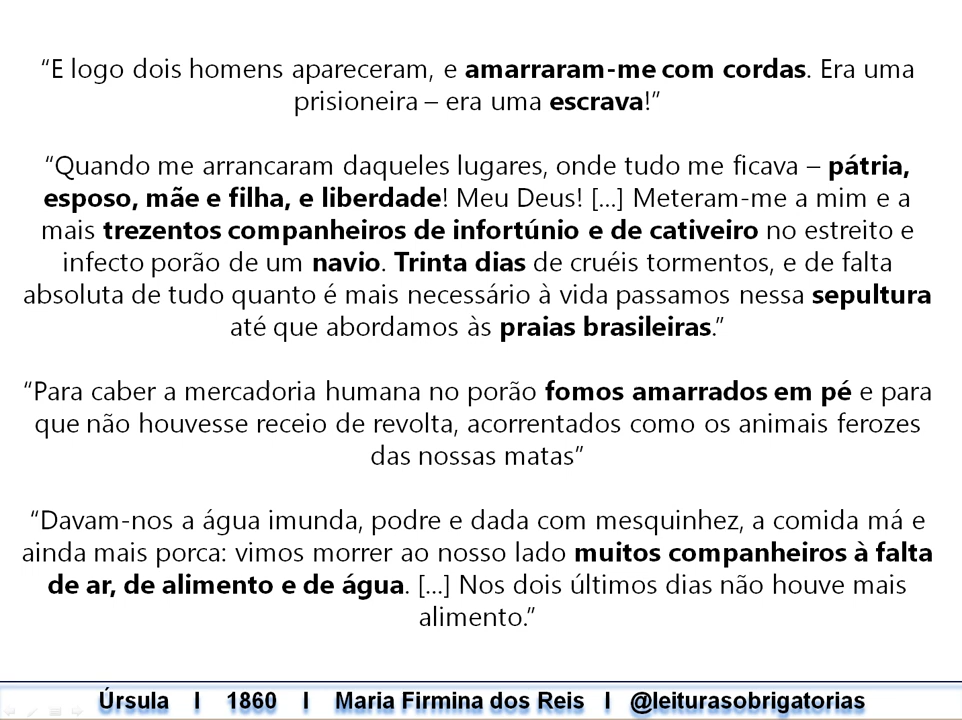 “E logo dois homens apareceram, e amarraram-me com cordas. Era uma
prisioneira – era uma escrava!”
“Quando me arrancaram daqueles lugares, onde tudo me ficava – pátria,
esposo, mãe e filha, e liberdade! Meu Deus! [...] Meteram-me a mim e a
mais trezentos companheiros de infortúnio e de cativeiro no estreito e
infecto porão de um navio. Trinta dias de cruéis tormentos, e de falta
absoluta de tudo quanto é mais necessário à vida passamos nessa sepultura
até que abordamos às praias brasileiras.”
“Para caber a mercadoria humana no porão fomos amarrados em pé e para
que não houvesse receio de revolta, acorrentados como os animais ferozes
das nossas matas”
“Davam-nos a água imunda, podre e dada com mesquinhez, a comida má e
ainda mais porca: vimos morrer ao nosso lado muitos companheiros à falta
de ar, de alimento e de água. [...] Nos dois últimos dias não houve mais
alimento.”
Úrsula I 1860 I Maria Firmina dos Reis I @leiturasobrigatorias